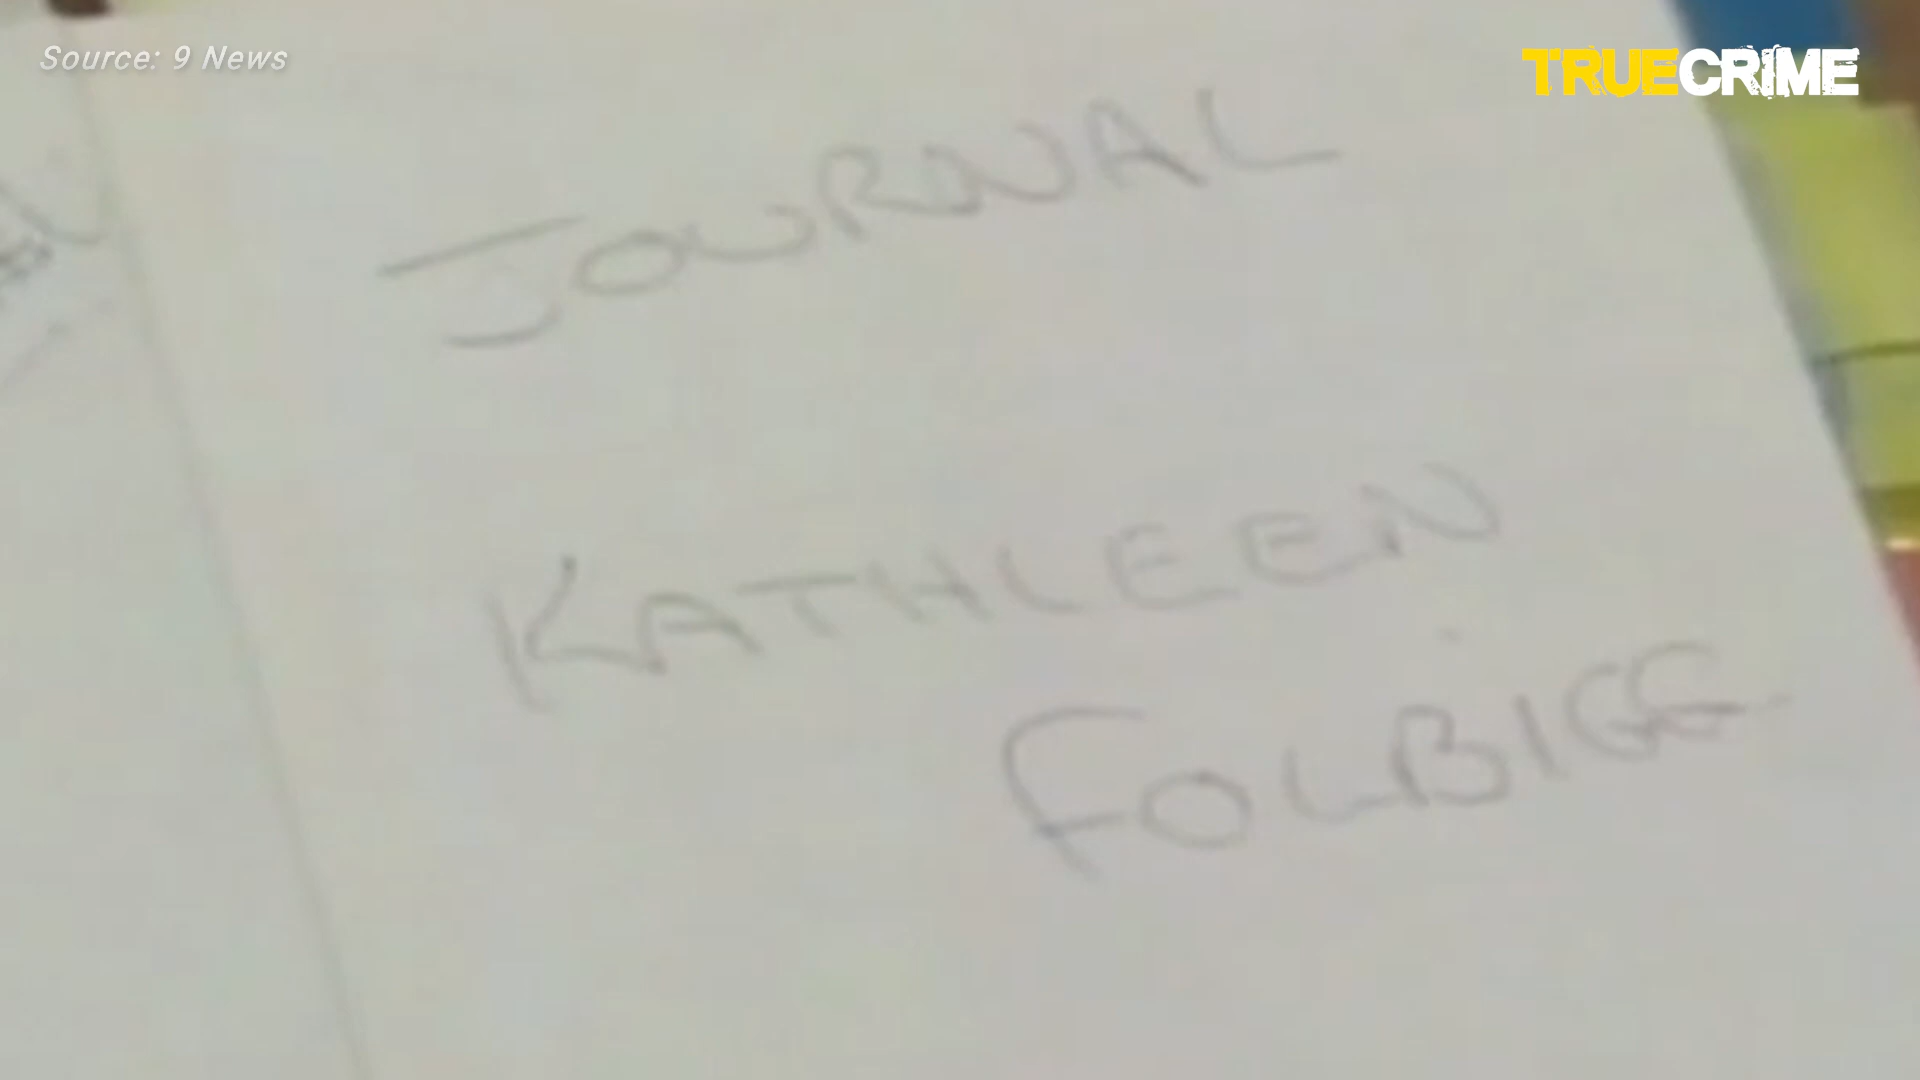 Source: 9 News
TRUECRIME
JOURNAL
KATHLEEN
FOLBIGG